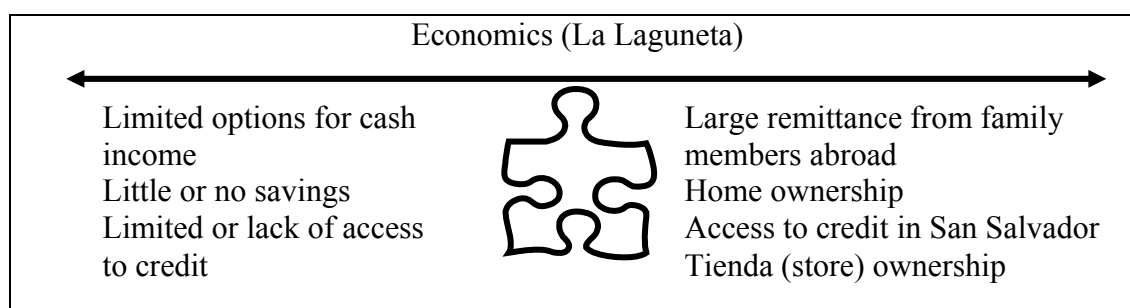 Economics (La Laguneta)
Limited options for cash
income
Little or no savings
Limited or lack of access
to credit
Large remittance from family
members abroad
Home ownership
Access to credit in San Salvador
Tienda (store) ownership